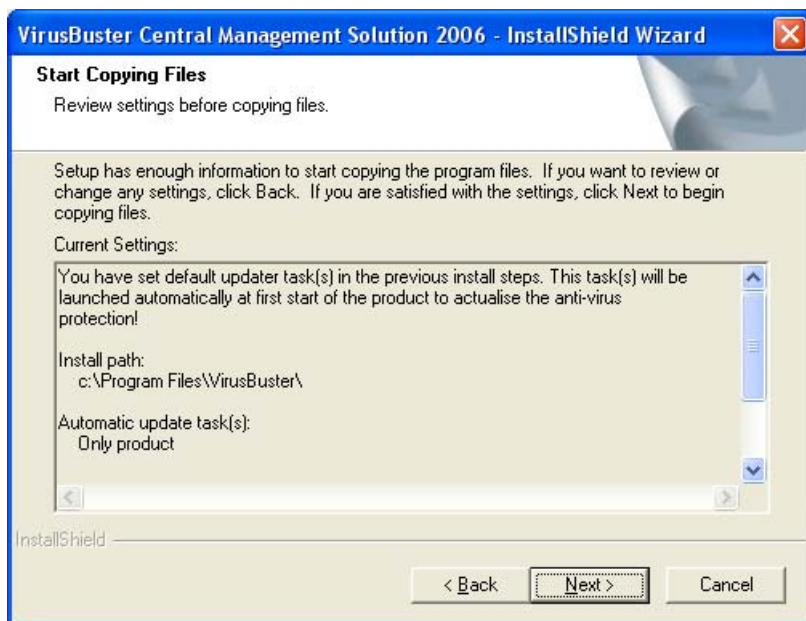 VirusBuster Central Management Solution 2006 - InstallShield Wizard
Start Copying Files
Review settings before copying files.
Setup has enough information to start copying the program files. If you want to review or
change any settings, click Back. If you are satisfied with the settings, click Next to begin
copying files.
Current Settings:
You have set default updater task(s) in the previous install steps. This task(s) will be
launched automatically at first start of the product to actualise the anti-virus
protection!
Install path:
c:\Program Files\VirusBuster\
Automatic update task(s):
Only product
InstallShield
< Back
Next >
Cancel